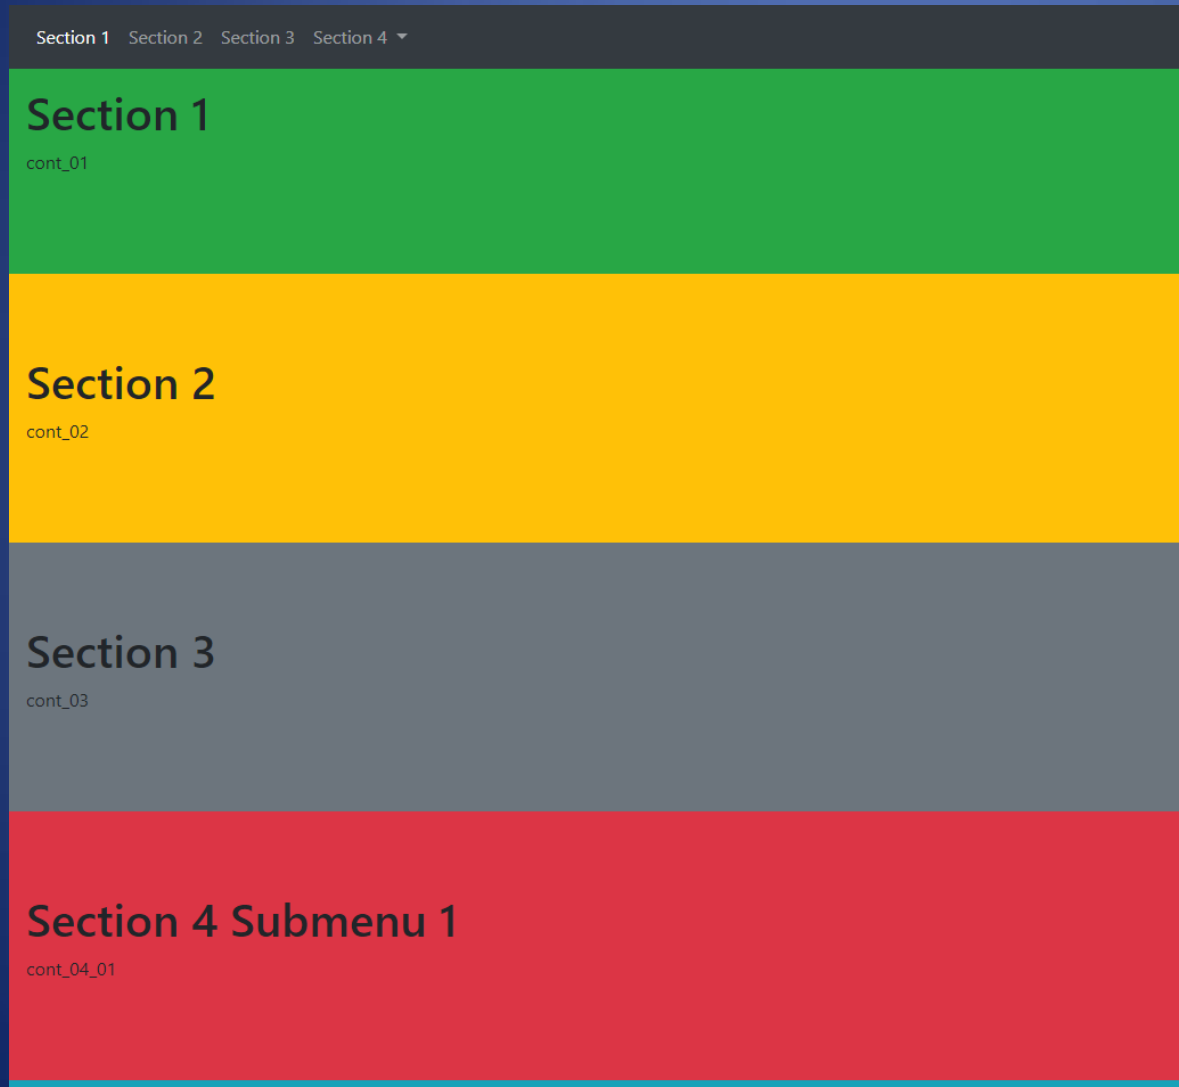 Section 1 Section 2 Section 3 Section 4
Section 1
cont_01
Section 2
cont_02
Section 3
cont_03
Section 4 Submenu 1
cont_04_01